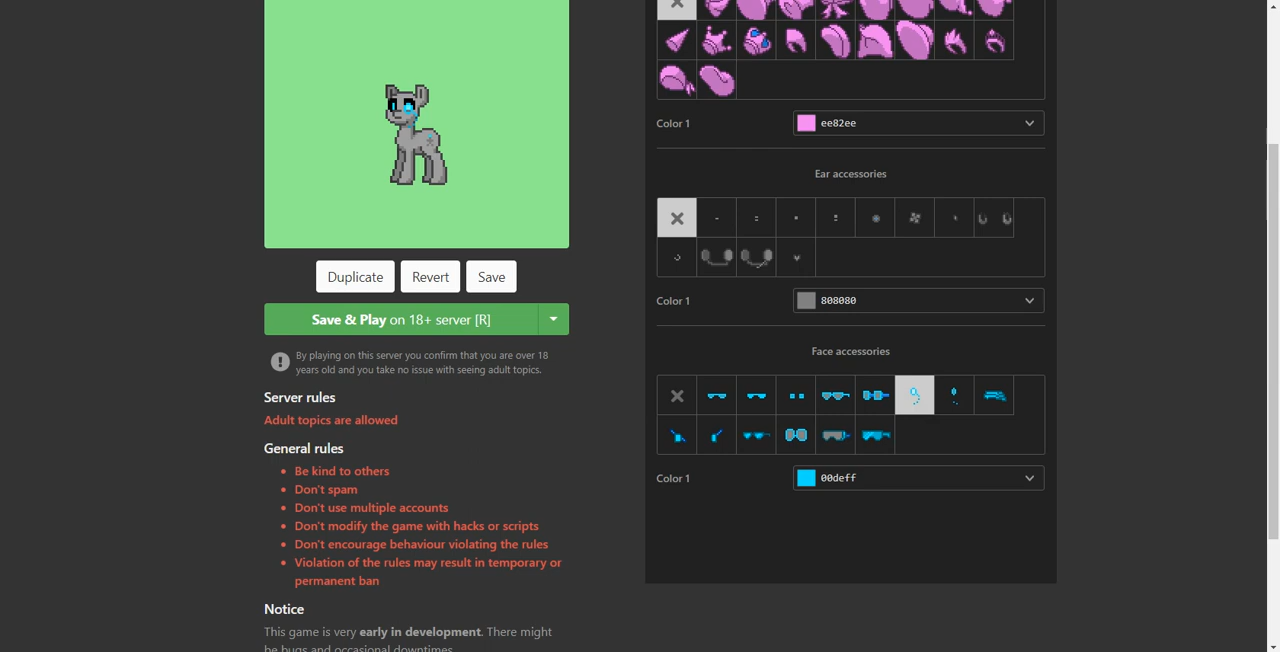 Duplicate
Revert
Save
Save & Play on 18+ server [R]
By playing on this server you confirm that you are over 18
years old and you take no issue with seeing adult topics.
Server rules
Adult topics are allowed
General rules
Be kind to others
Don't spam
Don't use multiple accounts
Don't modify the game with hacks or scripts
Don't encourage behaviour violating the rules
Violation of the rules may result in temporary or
permanent ban
Notice
This game is very early in development. There might
be bugs and occasional downtimes.
Color 1
ee82ee
Ear accessories
Color 1
808080
Face accessories
Color 1
00deff